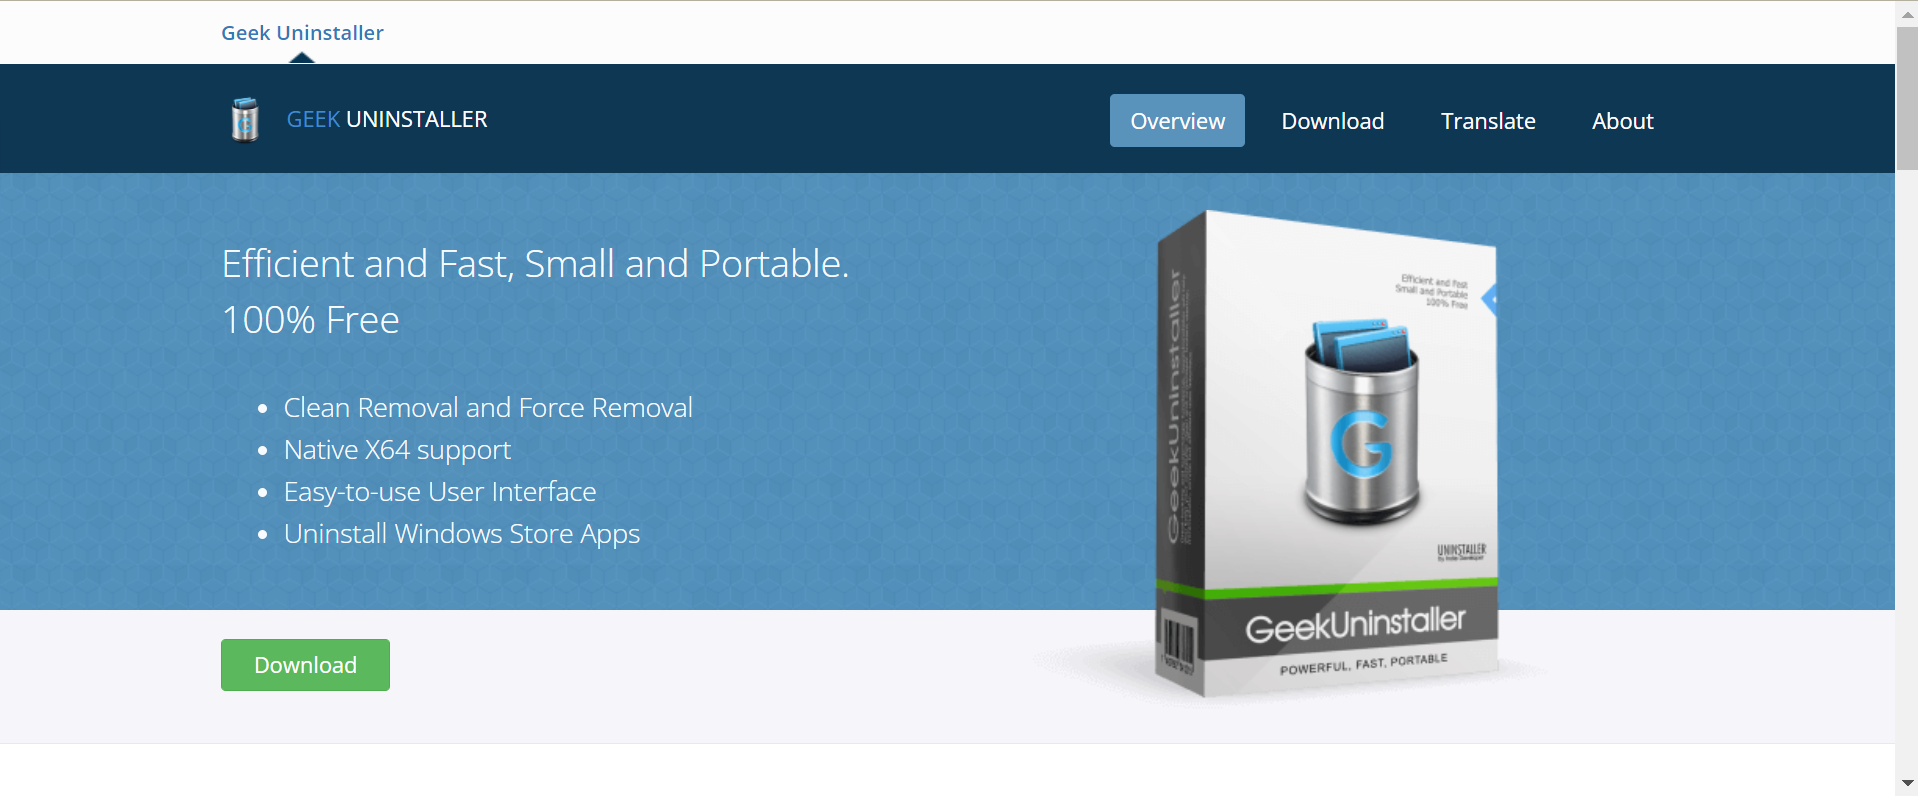 Geek Uninstaller
GEEK UNINSTALLER
Overview
Download
Translate
About
Efficient and Fast, Small and Portable.
100% Free
Clean Removal and Force Removal
Native X64 support
Easy-to-use User Interface
Uninstall Windows Store Apps
Download
Efficient and Fast
Small and Portable
100% Free
GeekUninstaller
G
UNINSTALLER
GeekUninstaller
POWERFUL, FAST, PORTABLE